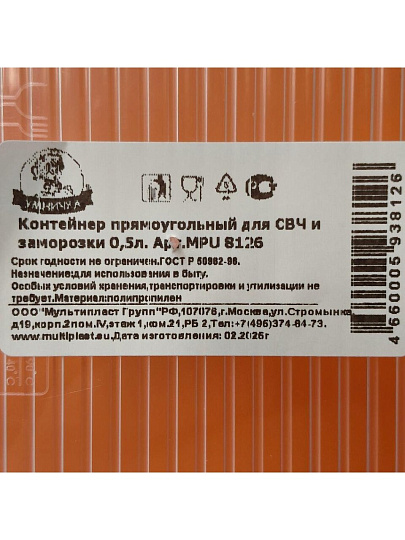 УМНИЧКА
Контейнер прямоугольный для СВЧ и
заморозки 0,5л. Арт.MPU 8126
Срок годности не ограничен.ГОСТ Р 50962-96.
Назначение:для использования в быту.
Особых условий хранения,транспортировки и утилизации не
требует.Материал:полипропилен
ООО"Мультипласт Групп"РФ,107076,г.Москва,ул.Стромынка,
д19,корп.2пом.IV,этаж 1,ком.21,РБ 2,Тел:+7(496)374-64-73.
www.multiplast.eu.Дата изготовления: 02.2026г
4660005938126